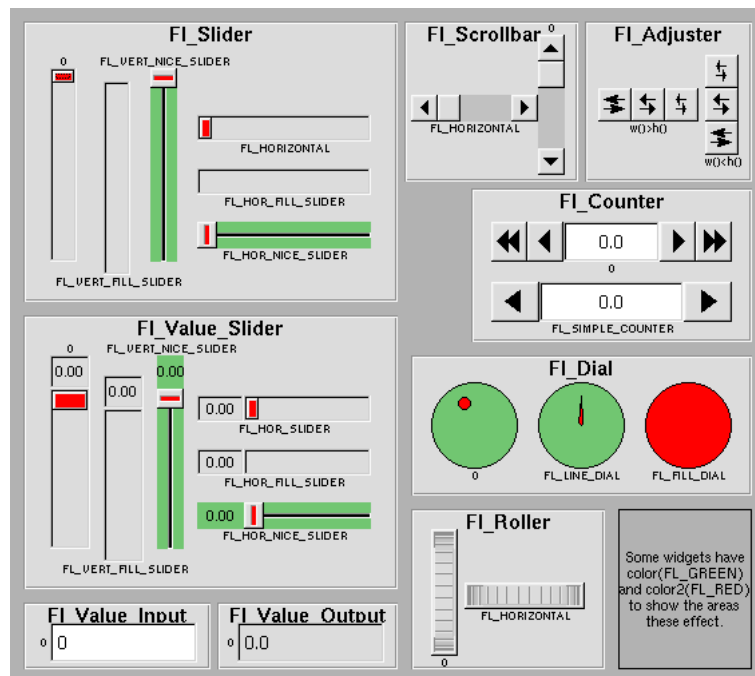 Fl_Slider
0
FL_VERT_NICE_SLIDER
FL_HORIZONTAL
FL_HOR_FILL_SLIDER
FL_HOR_NICE_SLIDER
FL_VERT_FILL_SLIDER
Fl_Scrollbar
0
FL_HORIZONTAL
Fl_Adjuster
w()>h()
w()<h()
Fl_Counter
0.0
0
0.0
FL_SIMPLE_COUNTER
Fl_Value_Slider
0
FL_VERT_NICE_SLIDER
0.00
0.00
0.00
0.00
FL_HOR_SLIDER
0.00
FL_HOR_FILL_SLIDER
0.00
FL_HOR_NICE_SLIDER
FL_VERT_FILL_SLIDER
Fl_Dial
0
FL_LINE_DIAL
FL_FILL_DIAL
Fl_Roller
FL_HORIZONTAL
0
Some widgets have
color(FL_GREEN)
and color2(FL_RED)
to show the areas
these effect.
Fl_Value_Input
0
0
Fl_Value_Output
0
0.0